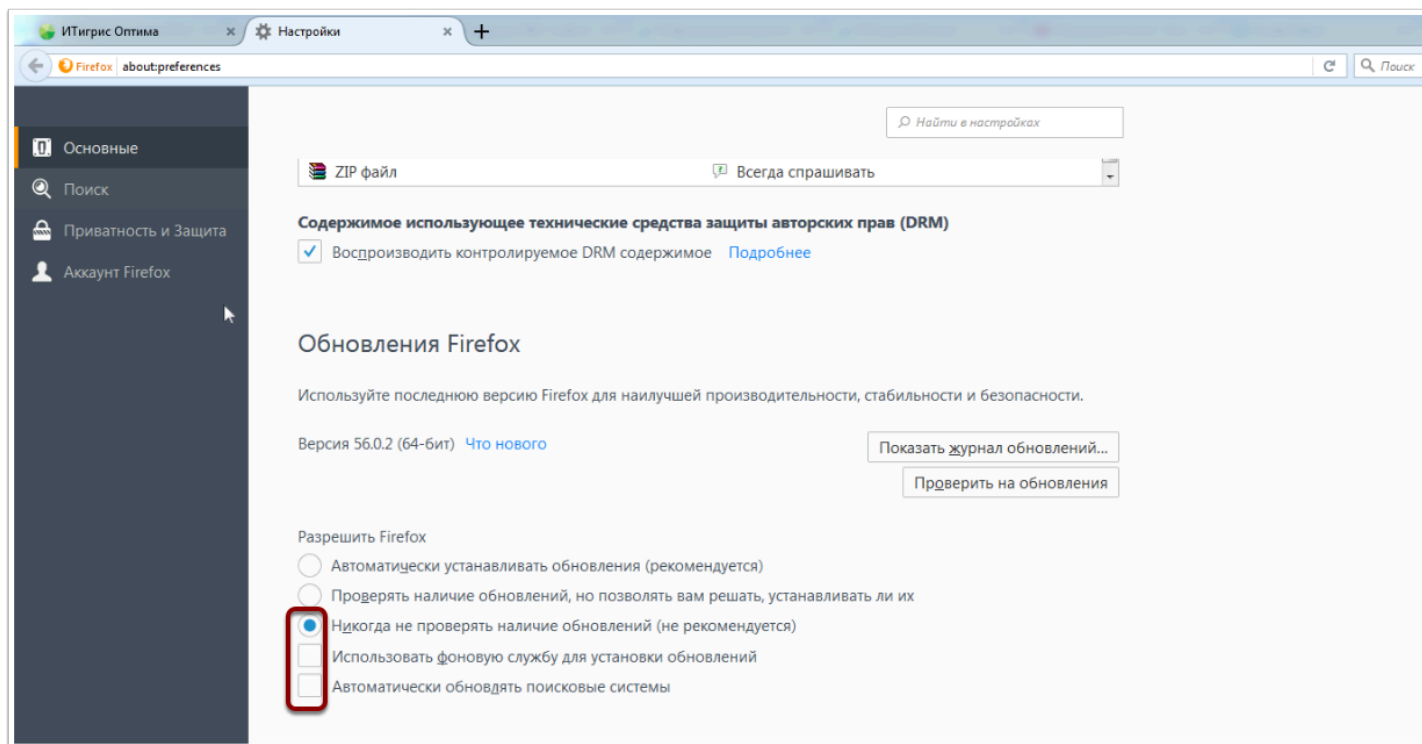 ИТигрис Оптима
Настройки
Firefox about:preferences
Поиск
Найти в настройках
Основные
Поиск
Приватность и Защита
Аккаунт Firefox
ZIP файл Всегда спрашивать
Содержимое использующее технические средства защиты авторских прав (DRM)
Воспроизводить контролируемое DRM содержимое Подробнее
Обновления Firefox
Используйте последнюю версию Firefox для наилучшей производительности, стабильности и безопасности.
Версия 56.0.2 (64-бит) Что нового
Показать журнал обновлений...
Проверить на обновления
Разрешить Firefox
Автоматически устанавливать обновления (рекомендуется)
Проверять наличие обновлений, но позволять вам решать, устанавливать ли их
Никогда не проверять наличие обновлений (не рекомендуется)
Использовать фоновую службу для установки обновлений
Автоматически обновлять поисковые системы